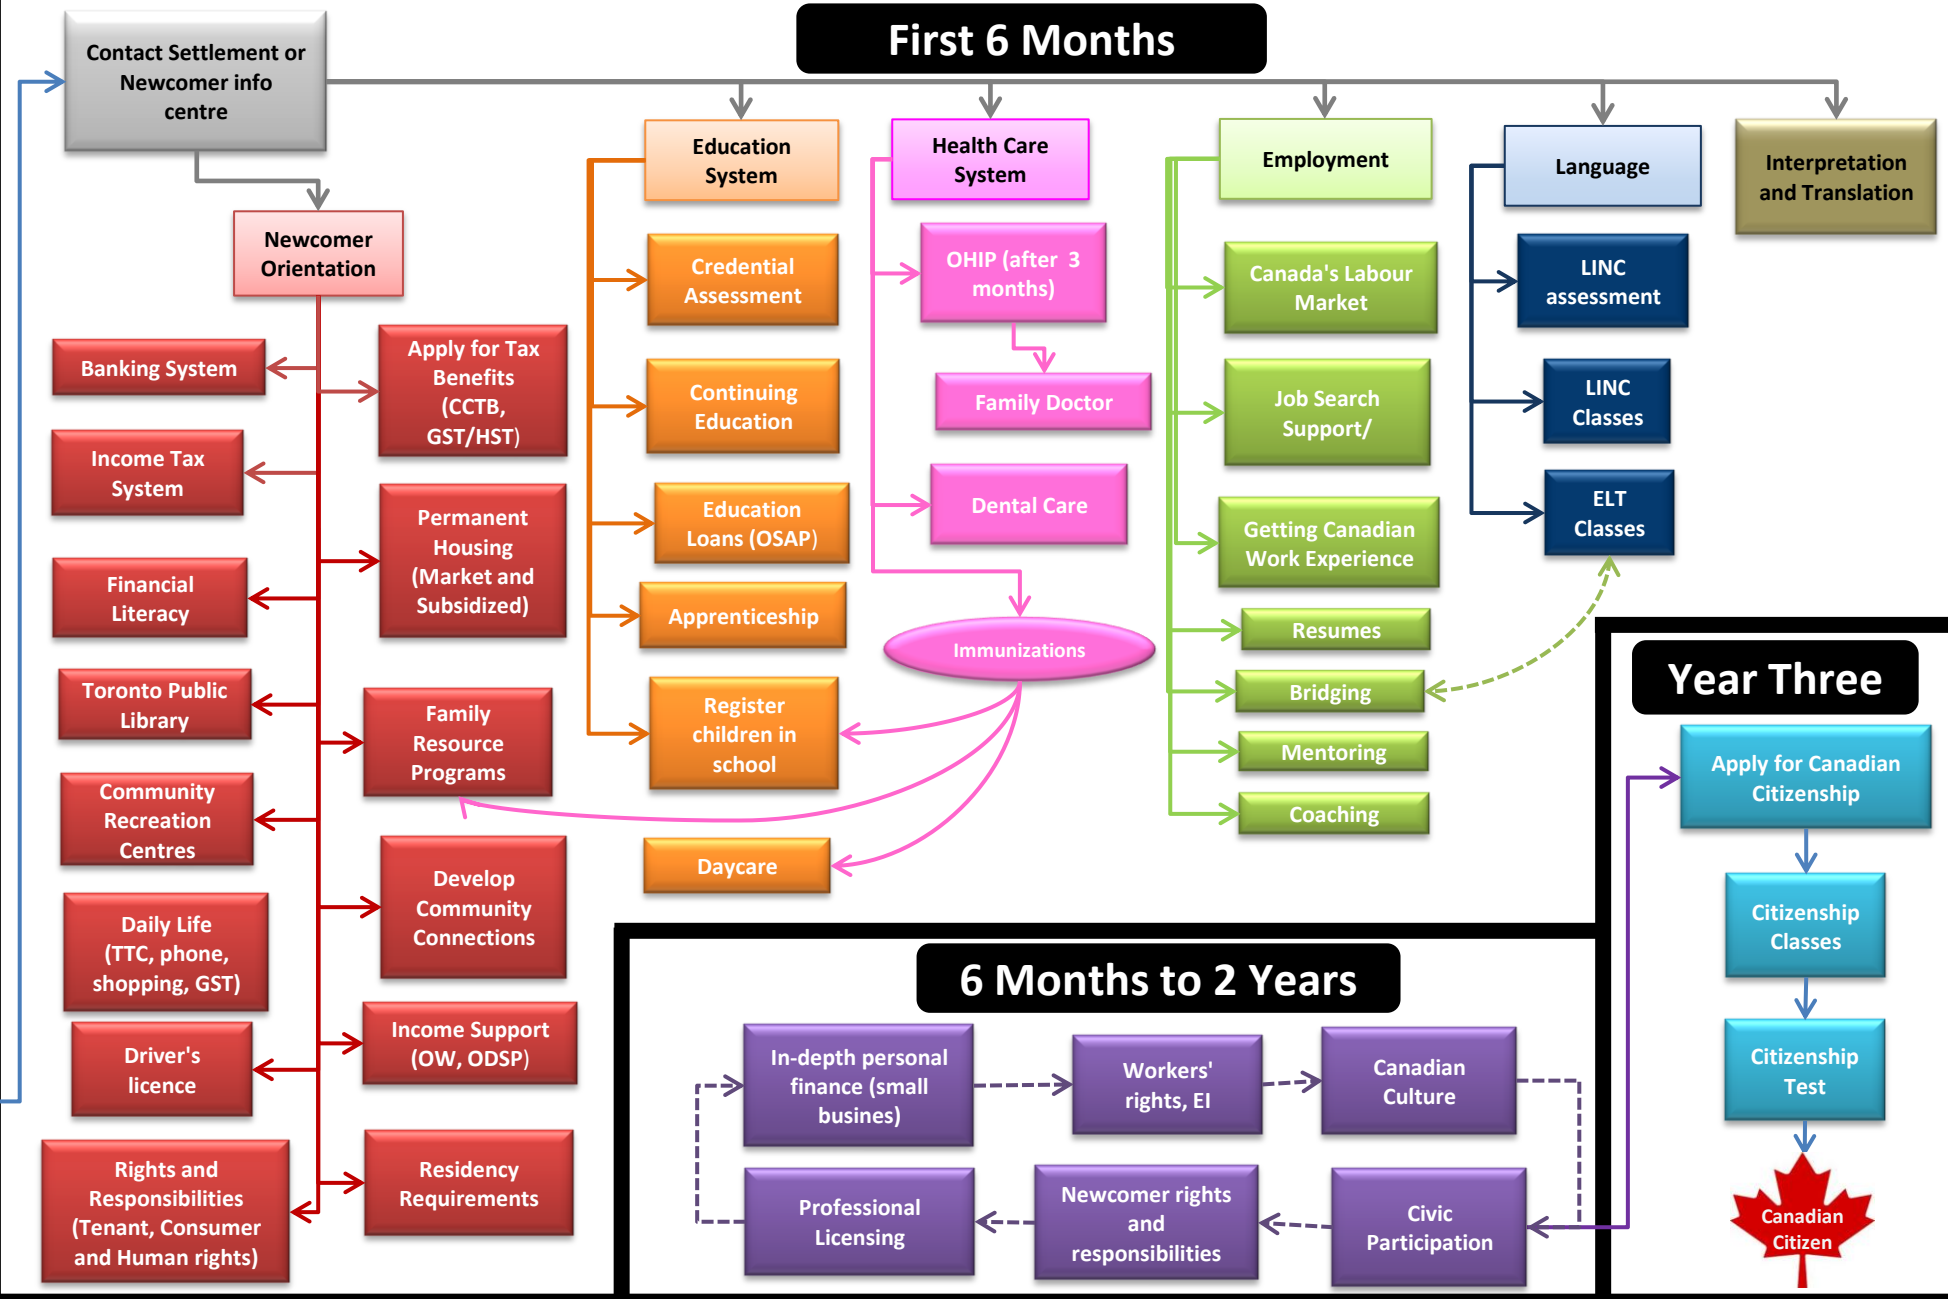 First 6 Months
Contact Settlement or
Newcomer info
centre
Newcomer
Orientation
Banking System
Income Tax
System
Financial
Literacy
Toronto Public
Library
Community
Recreation
Centres
Daily Life
(TTC, phone,
shopping, GST)
Driver's
licence
Rights and
Responsibilities
(Tenant, Consumer
and Human rights)
Apply for Tax
Benefits
(CCTB,
GST/HST)
Permanent
Housing
(Market and
Subsidized)
Family
Resource
Programs
Develop
Community
Connections
Income Support
(OW, ODSP)
Residency
Requirements
Education
System
Credential
Assessment
Continuing
Education
Education
Loans (OSAP)
Apprenticeship
Register
children in
school
Daycare
Health Care
System
OHIP (after 3
months)
Family Doctor
Dental Care
Immunizations
Employment
Canada's Labour
Market
Job Search
Support/
Getting Canadian
Work Experience
Resumes
Bridging
Mentoring
Coaching
Language
LINC
assessment
LINC
Classes
ELT
Classes
Interpretation
and Translation
6 Months to 2 Years
In-depth personal
finance (small
busines)
Workers'
rights, EI
Canadian
Culture
Civic
Participation
Newcomer rights
and
responsibilities
Professional
Licensing
Year Three
Apply for Canadian
Citizenship
Citizenship
Classes
Citizenship
Test
Canadian
Citizen